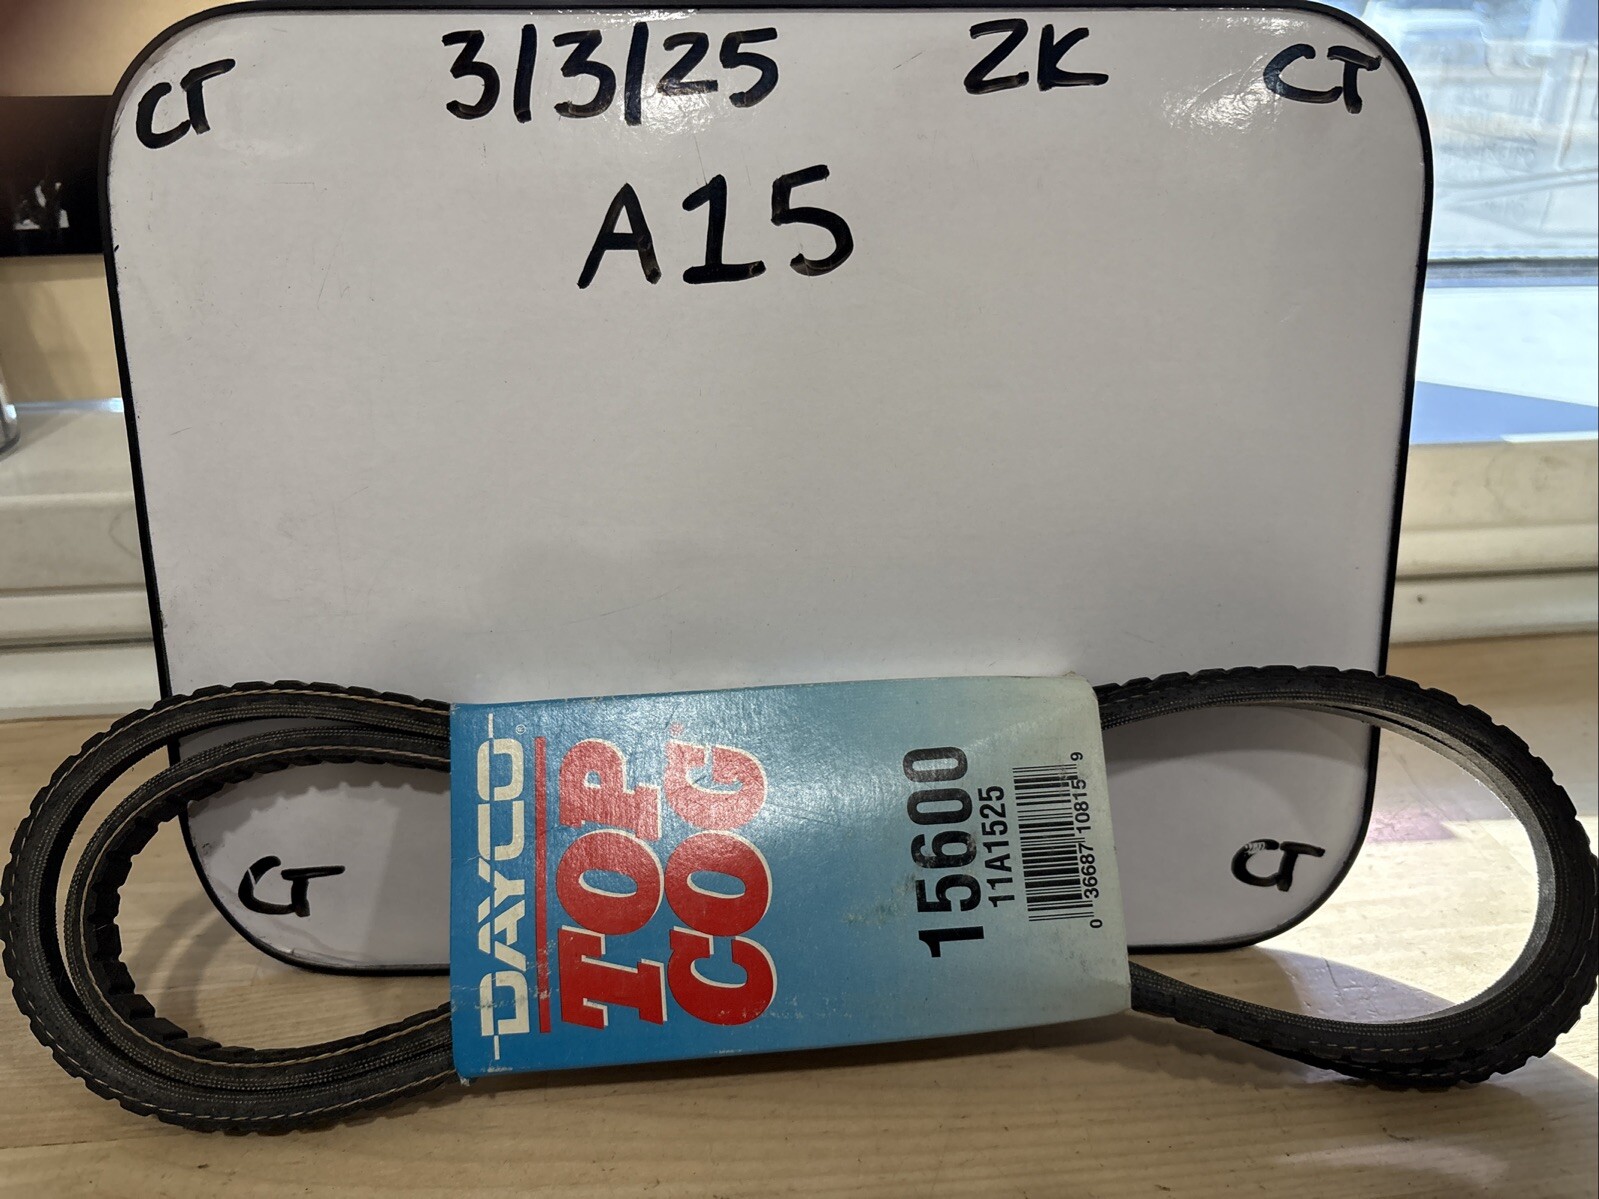 CT 3/3/25 ZK CT
A15
DAYCO®
TOP
COG
15600
11A1525
0 36687 10815 9
CT
CT